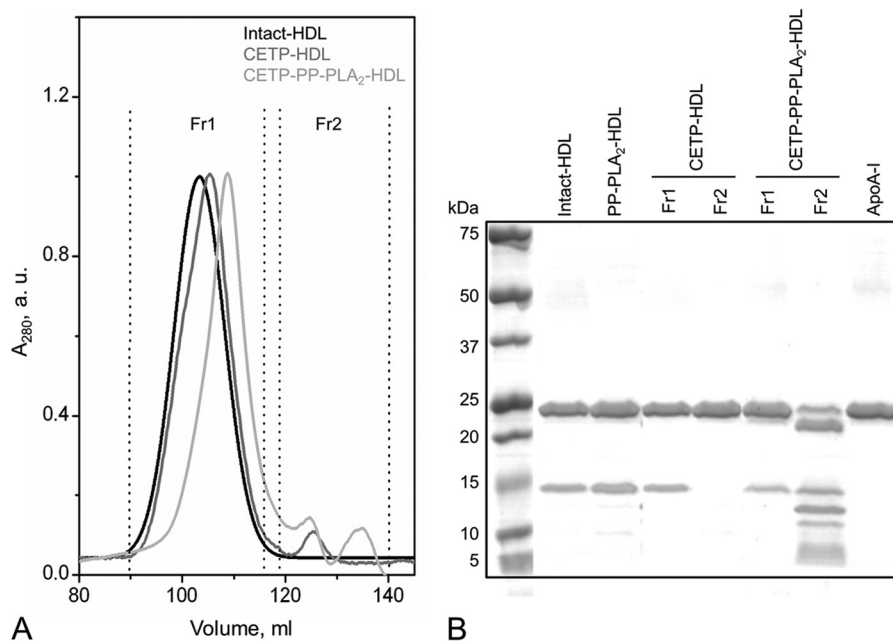 Intact-HDL
CETP-HDL
CETP-PP-PLA₂-HDL
1.2
0.8
0.4
0.0
A₂₈₀, a. u.
Fr1
Fr2
80
100
120
140
Volume, ml
A
kDa
75
50
37
25
20
15
10
5
Intact-HDL
PP-PLA₂-HDL
CETP-HDL
Fr1
Fr2
CETP-PP-PLA₂-HDL
Fr1
Fr2
ApoA-I
B